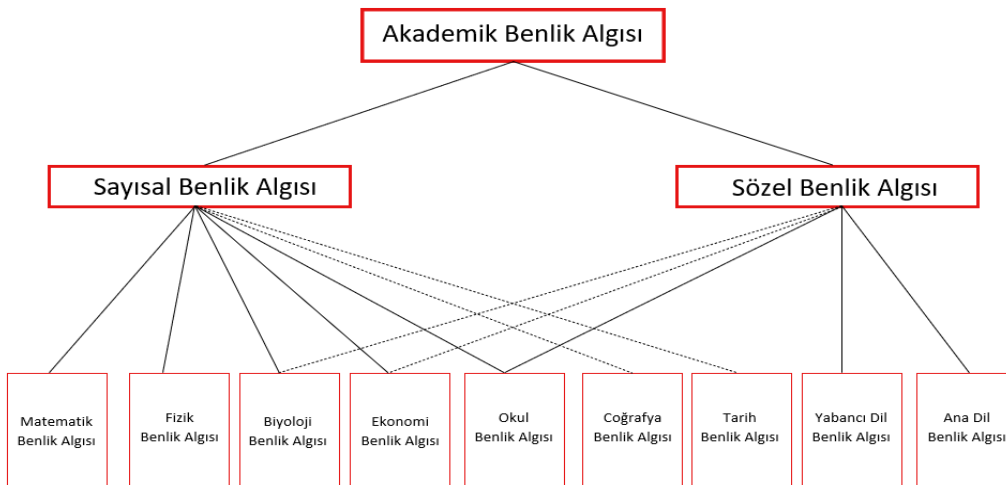 Akademik Benlik Algısı
Sayısal Benlik Algısı
Sözel Benlik Algısı
Matematik
Benlik Algısı
Fizik
Benlik Algısı
Biyoloji
Benlik Algısı
Ekonomi
Benlik Algısı
Okul
Benlik Algısı
Coğrafya
Benlik Algısı
Tarih
Benlik Algısı
Yabancı Dil
Benlik Algısı
Ana Dil
Benlik Algısı